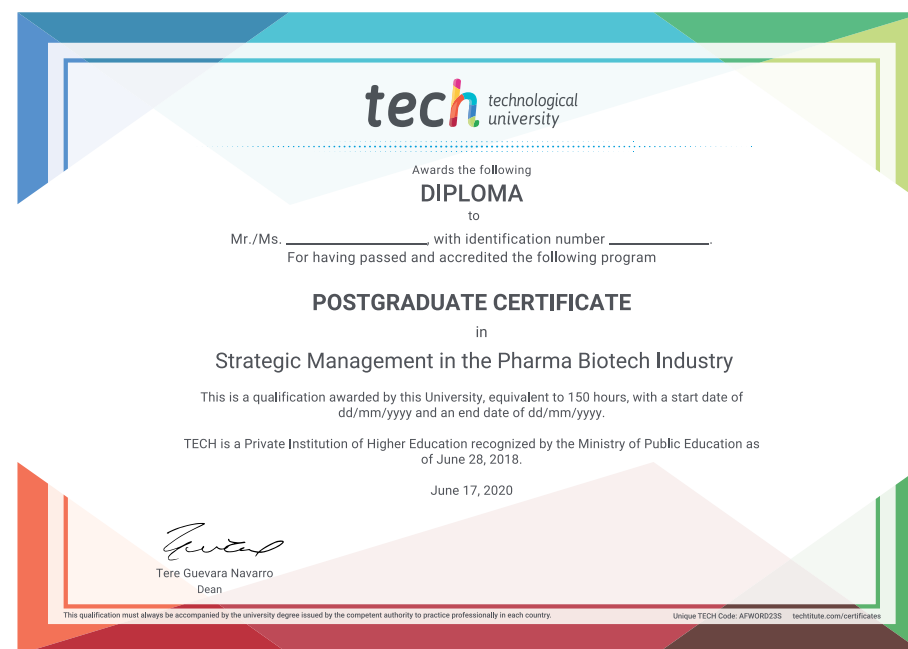 tech technological
university
Awards the following
DIPLOMA
to
Mr./Ms. ____________________, with identification number ______________.
For having passed and accredited the following program
POSTGRADUATE CERTIFICATE
in
Strategic Management in the Pharma Biotech Industry
This is a qualification awarded by this University, equivalent to 150 hours, with a start date of
dd/mm/yyyy and an end date of dd/mm/yyyy.
TECH is a Private Institution of Higher Education recognized by the Ministry of Public Education as
of June 28, 2018.
June 17, 2020
Tere Guevara Navarro
Dean
This qualification must always be accompanied by the university degree issued by the competent authority to practice professionally in each country.
Unique TECH Code: AFWORD23S techtitute.com/certificates